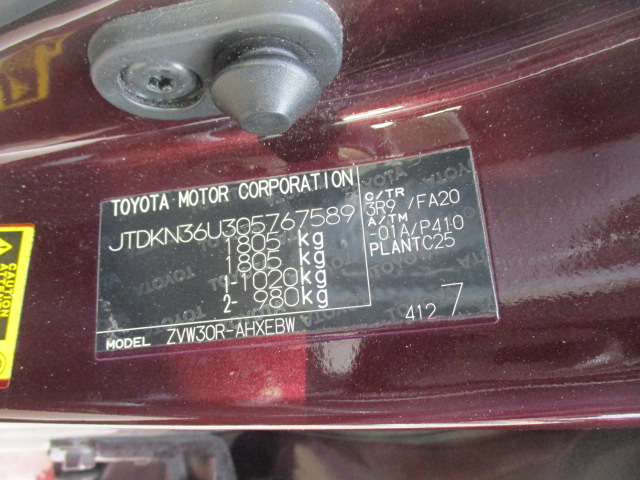 TOYOTA MOTOR CORPORATION
JTDKN36U305767589
1805 kg
1805 kg
1-1020kg
2- 980kg
MODEL ZVW30R-AHXEBW
C/TR
3R9 /FA20
A/TM
-01A/P410
PLANTC25
412 7
CAUTION